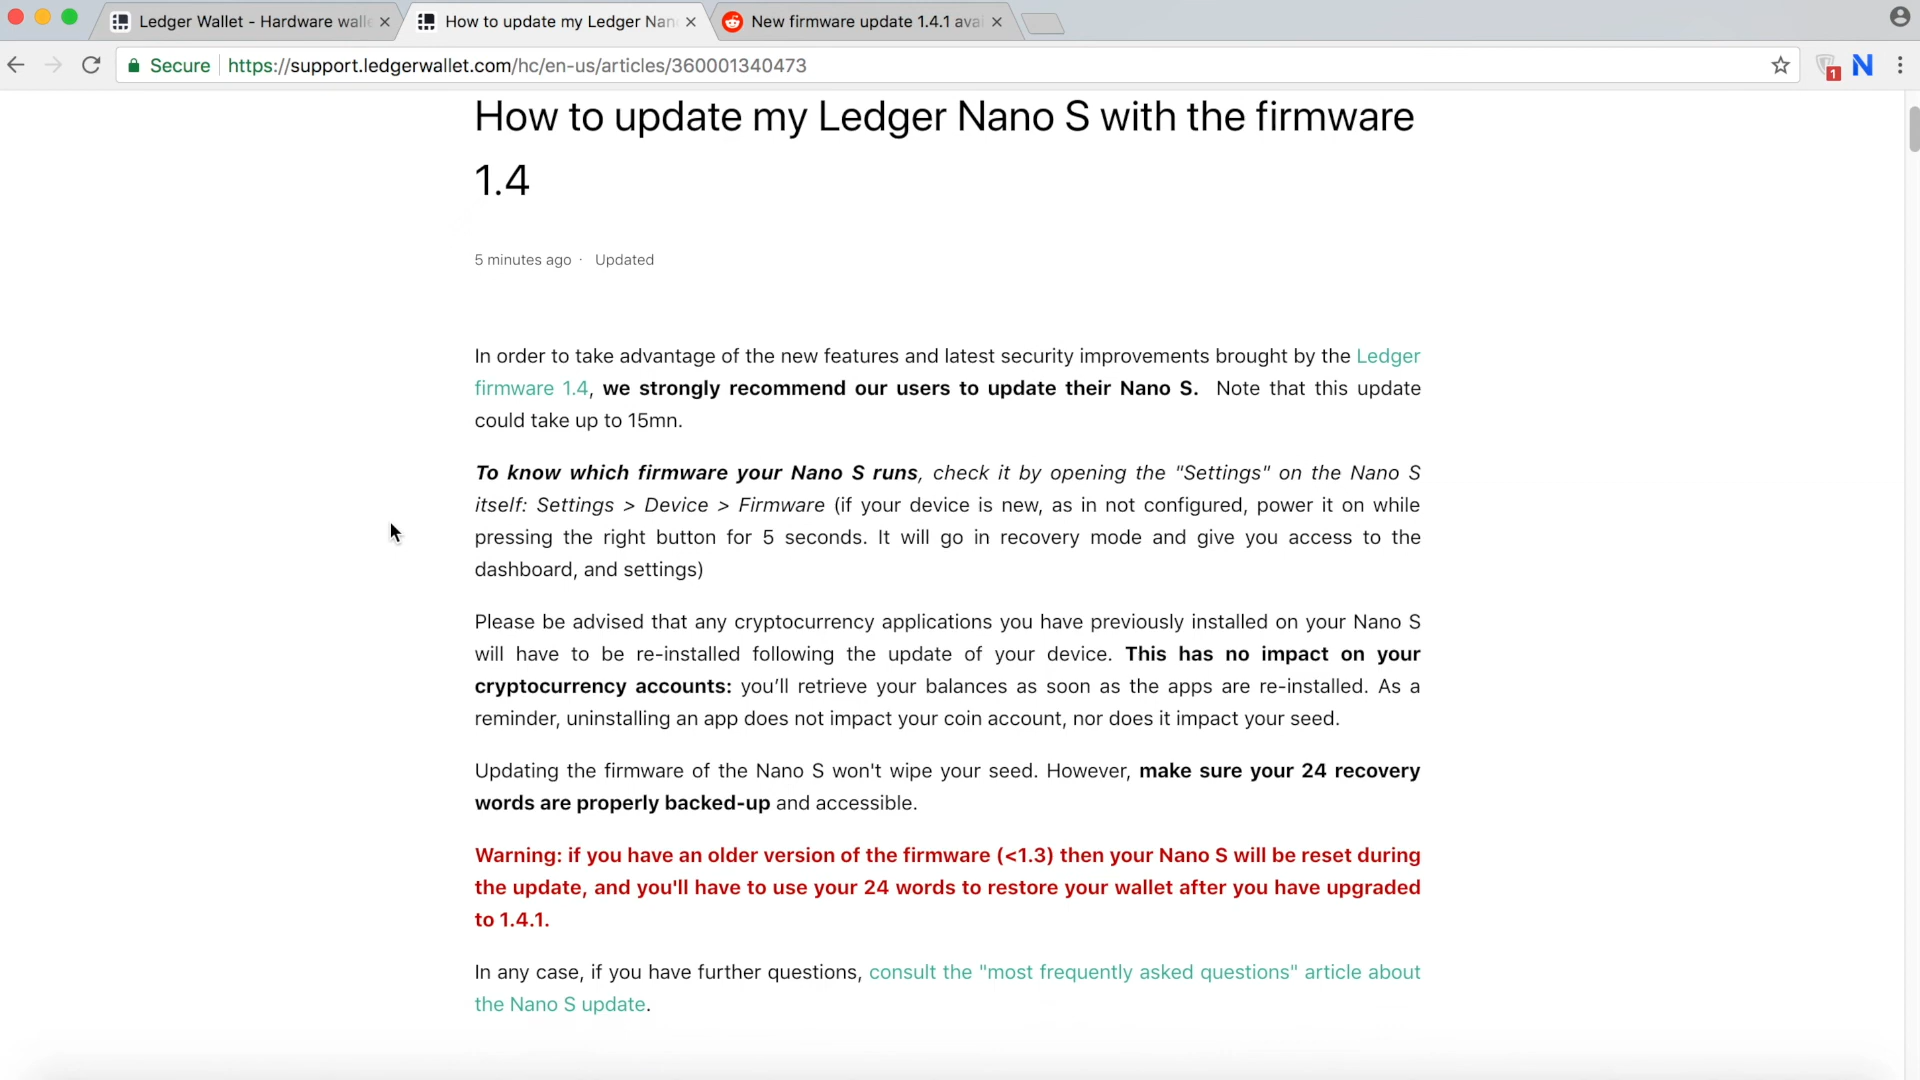 Ledger Wallet - Hardware walle
How to update my Ledger Nan
New firmware update 1.4.1 avai
Secure https://support.ledgerwallet.com/hc/en-us/articles/360001340473
1
N
How to update my Ledger Nano S with the firmware
1.4
5 minutes ago · Updated
In order to take advantage of the new features and latest security improvements brought by the Ledger
firmware 1.4, we strongly recommend our users to update their Nano S. Note that this update
could take up to 15mn.
To know which firmware your Nano S runs, check it by opening the "Settings" on the Nano S
itself: Settings > Device > Firmware (if your device is new, as in not configured, power it on while
pressing the right button for 5 seconds. It will go in recovery mode and give you access to the
dashboard, and settings)
Please be advised that any cryptocurrency applications you have previously installed on your Nano S
will have to be re-installed following the update of your device. This has no impact on your
cryptocurrency accounts: you’ll retrieve your balances as soon as the apps are re-installed. As a
reminder, uninstalling an app does not impact your coin account, nor does it impact your seed.
Updating the firmware of the Nano S won't wipe your seed. However, make sure your 24 recovery
words are properly backed-up and accessible.
Warning: if you have an older version of the firmware (<1.3) then your Nano S will be reset during
the update, and you'll have to use your 24 words to restore your wallet after you have upgraded
to 1.4.1.
In any case, if you have further questions, consult the "most frequently asked questions" article about
the Nano S update.